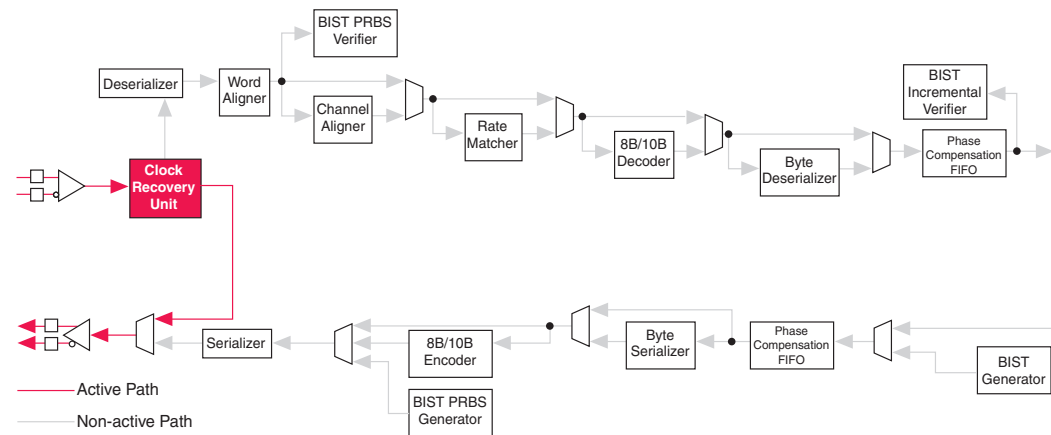 BIST PRBS
Verifier
Deserializer
Word
Aligner
Channel
Aligner
Rate
Matcher
8B/10B
Decoder
Byte
Deserializer
BIST
Incremental
Verifier
Phase
Compensation
FIFO
Clock
Recovery
Unit
Serializer
8B/10B
Encoder
BIST PRBS
Generator
Byte
Serializer
Phase
Compensation
FIFO
BIST
Generator
Active Path
Non-active Path